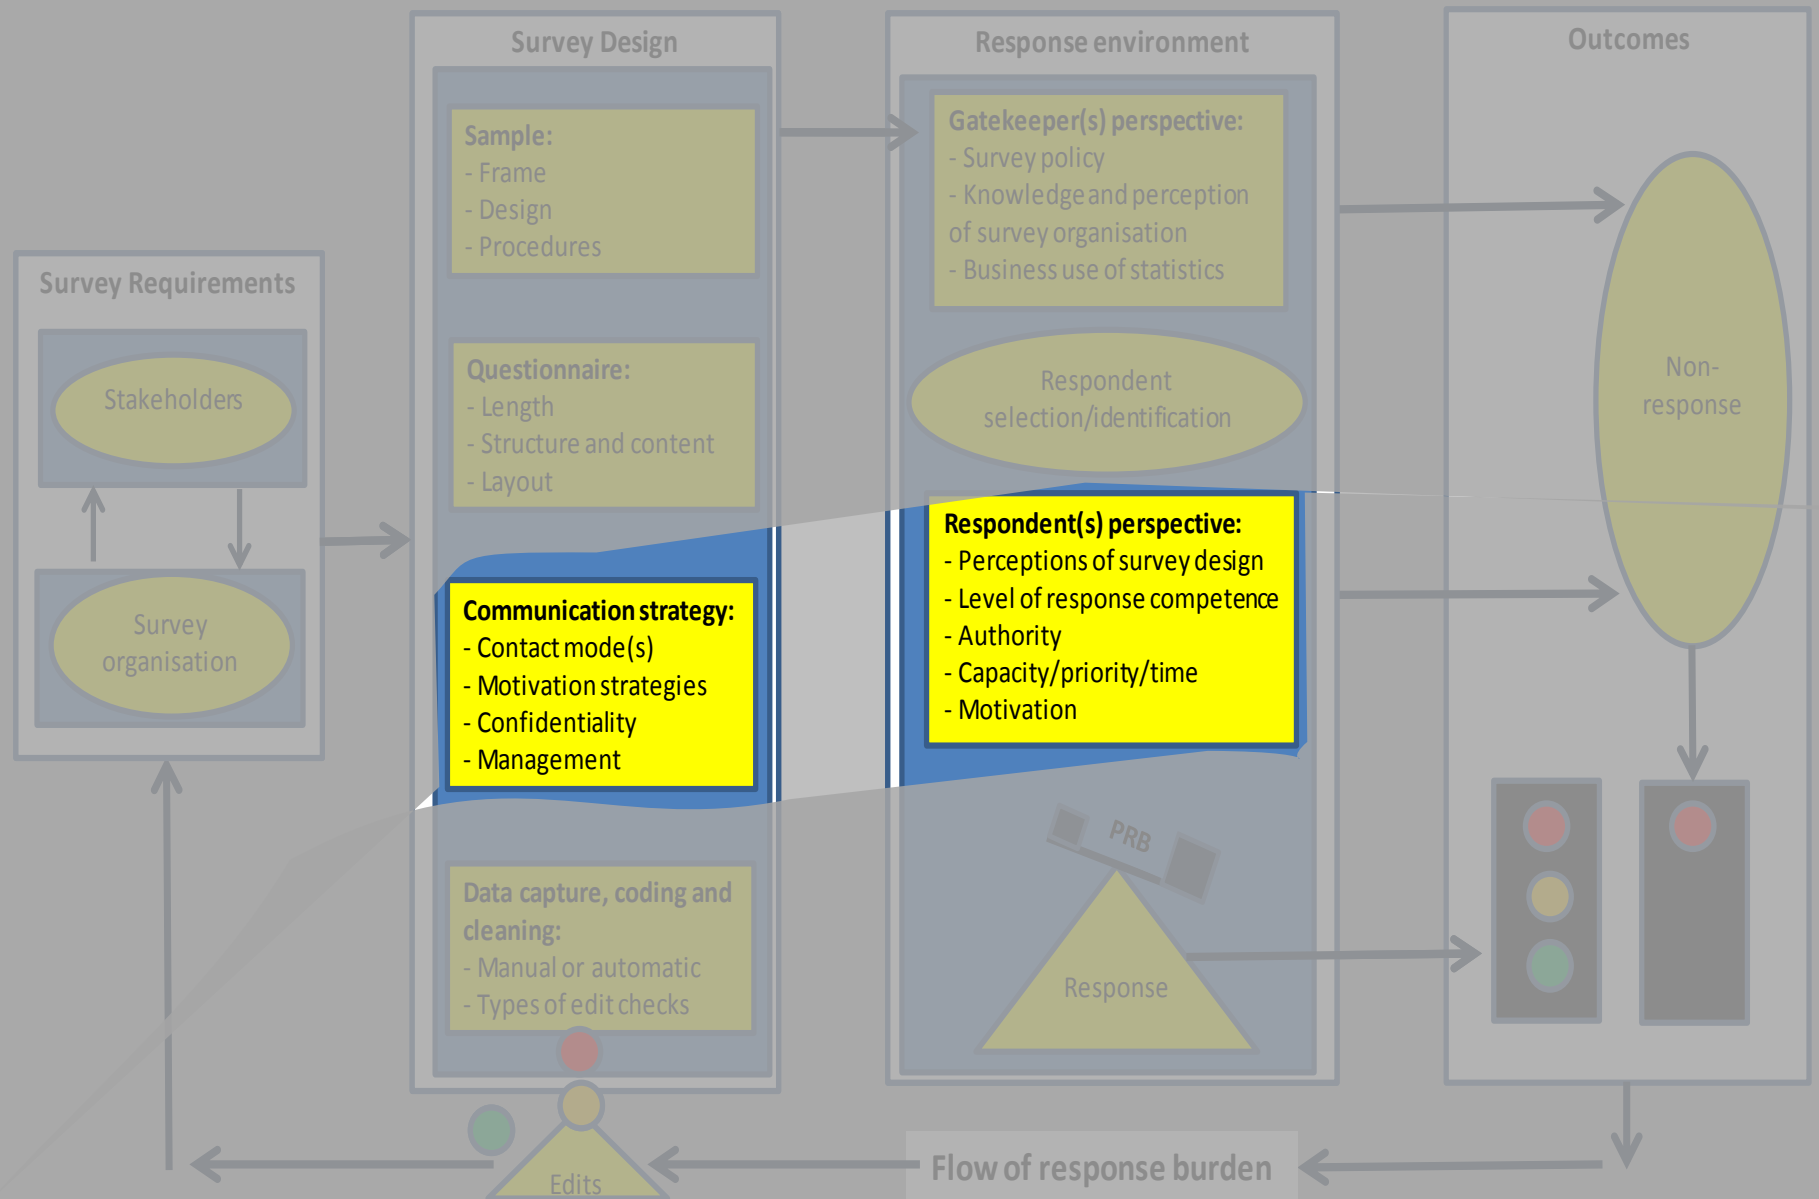 Survey Requirements
Stakeholders
Survey
organisation
Survey Design
Sample:
- Frame
- Design
- Procedures
Questionnaire:
- Length
- Structure and content
- Layout
Communication strategy:
- Contact mode(s)
- Motivation strategies
- Confidentiality
- Management
Data capture, coding and
cleaning:
- Manual or automatic
- Types of edit checks
Response environment
Gatekeeper(s) perspective:
- Survey policy
- Knowledge and perception
of survey organisation
- Business use of statistics
Respondent
selection/identification
Respondent(s) perspective:
- Perceptions of survey design
- Level of response competence
- Authority
- Capacity/priority/time
- Motivation
PRB
Response
Outcomes
Non-
response
Flow of response burden
Edits